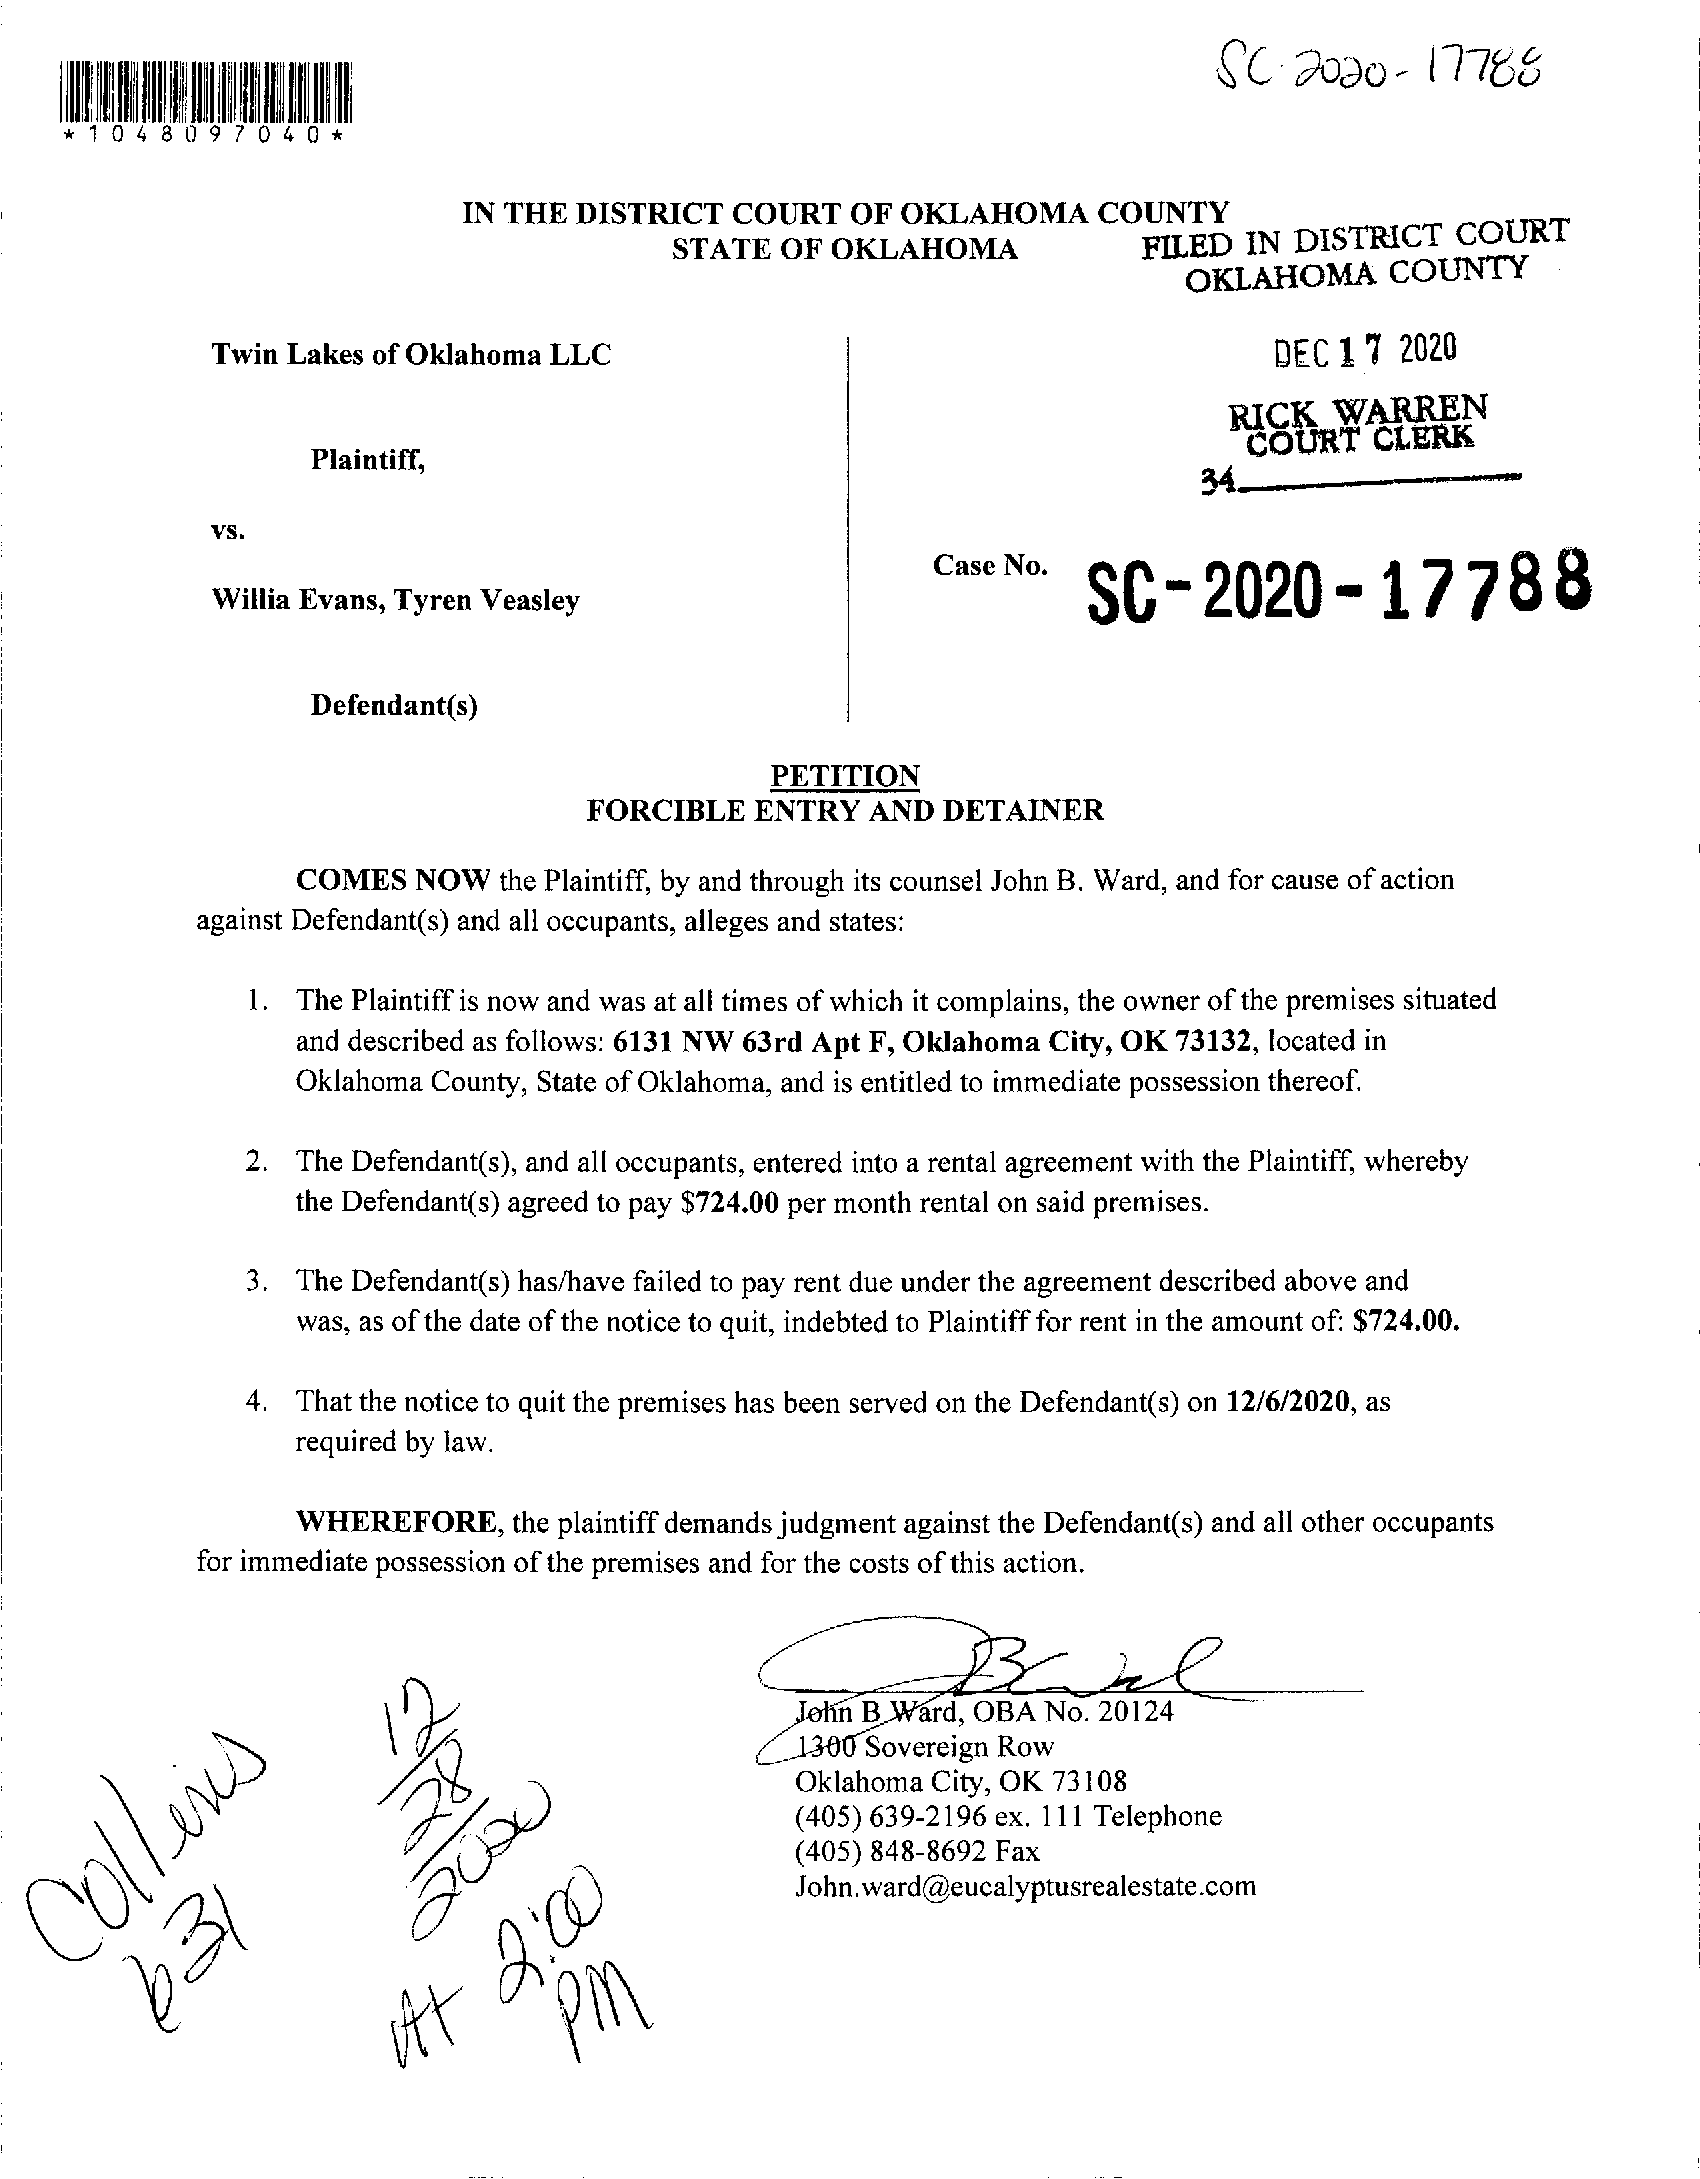 SC-2020-17788
*1048097040*
IN THE DISTRICT COURT OF OKLAHOMA COUNTY
STATE OF OKLAHOMA
FILED IN DISTRICT COURT
OKLAHOMA COUNTY
DEC 17 2020
RICK WARREN
COURT CLERK
34
Twin Lakes of Oklahoma LLC
Plaintiff,
vs.
Willia Evans, Tyren Veasley
Defendant(s)
Case No. SC-2020-17788
PETITION
FORCIBLE ENTRY AND DETAINER
COMES NOW the Plaintiff, by and through its counsel John B. Ward, and for cause of action
against Defendant(s) and all occupants, alleges and states:
1. The Plaintiff is now and was at all times of which it complains, the owner of the premises situated
and described as follows: 6131 NW 63rd Apt F, Oklahoma City, OK 73132, located in
Oklahoma County, State of Oklahoma, and is entitled to immediate possession thereof.
2. The Defendant(s), and all occupants, entered into a rental agreement with the Plaintiff, whereby
the Defendant(s) agreed to pay $724.00 per month rental on said premises.
3. The Defendant(s) has/have failed to pay rent due under the agreement described above and
was, as of the date of the notice to quit, indebted to Plaintiff for rent in the amount of: $724.00.
4. That the notice to quit the premises has been served on the Defendant(s) on 12/6/2020, as
required by law.
WHEREFORE, the plaintiff demands judgment against the Defendant(s) and all other occupants
for immediate possession of the premises and for the costs of this action.
John B Ward, OBA No. 20124
1300 Sovereign Row
Oklahoma City, OK 73108
(405) 639-2196 ex. 111 Telephone
(405) 848-8692 Fax
John.ward@eucalyptusrealestate.com
Collins
631
12/28/2020
At 2:00
PM